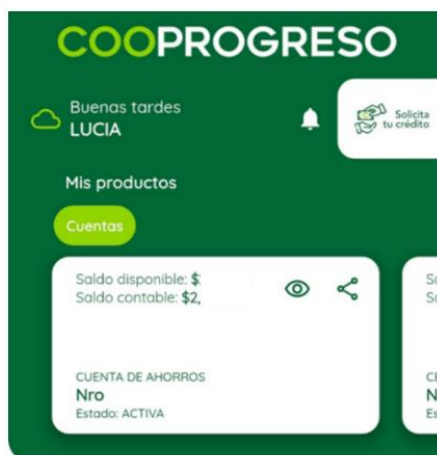 COOPROGRESO
Buenas tardes
LUCIA
Solicita
tu crédito
Mis productos
Cuentas
Saldo disponible: $
Saldo contable: $2,
CUENTA DE AHORROS
Nro
Estado: ACTIVA